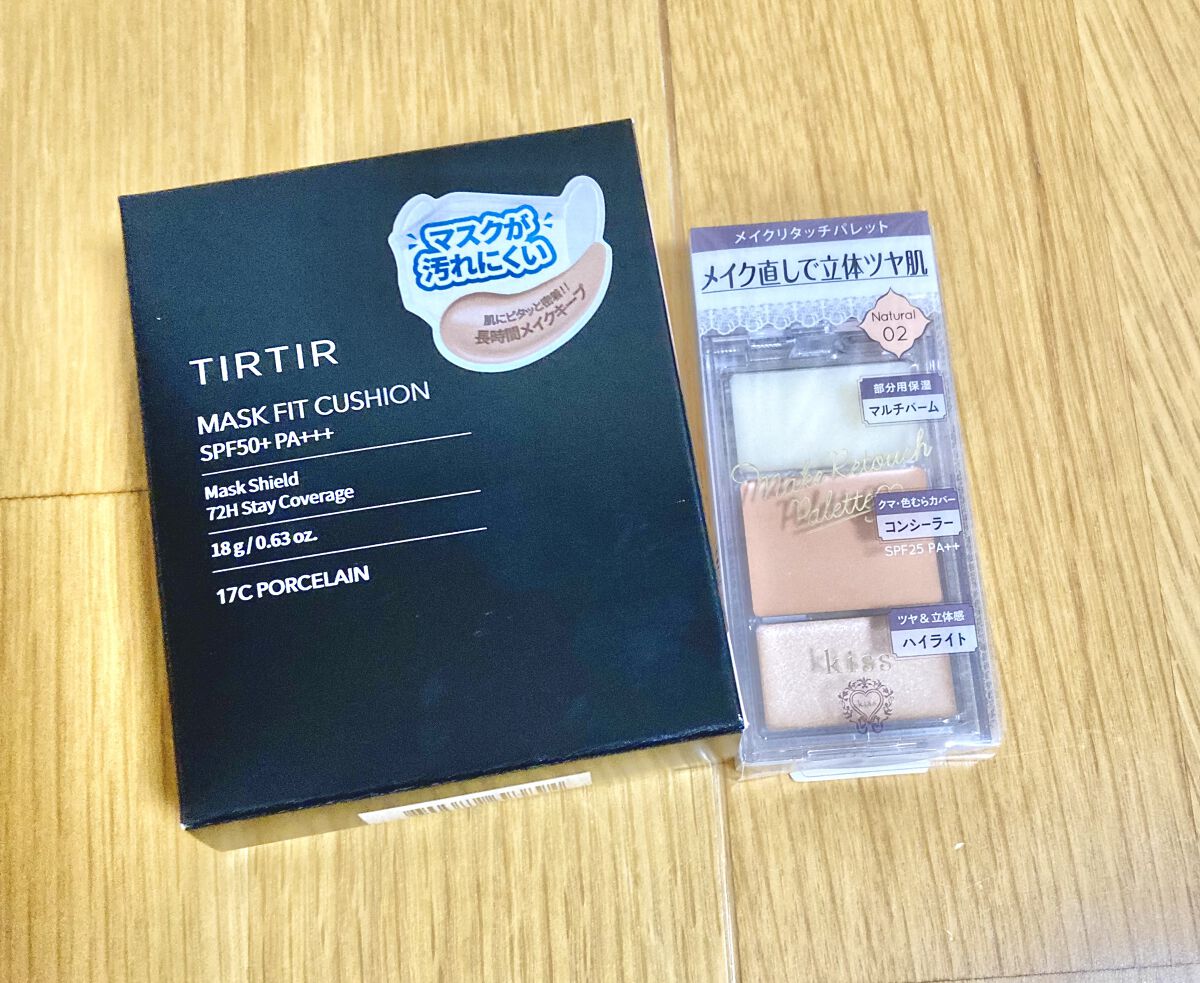 マスクが
汚れにくい
肌にピタッと密着!!
長時間メイクキープ
TIRTIR
MASK FIT CUSHION
SPF50+ PA+++
Mask Shield
72H Stay Coverage
18 g / 0.63 oz.
17C PORCELAIN
メイクリタッチパレット
メイク直しで立体ツヤ肌
Natural
02
部分用保湿
マルチバーム
Make Retouch
Palette
クマ・色むらカバー
コンシーラー
SPF25 PA++
ツヤ&立体感
ハイライト
kiss
kiss